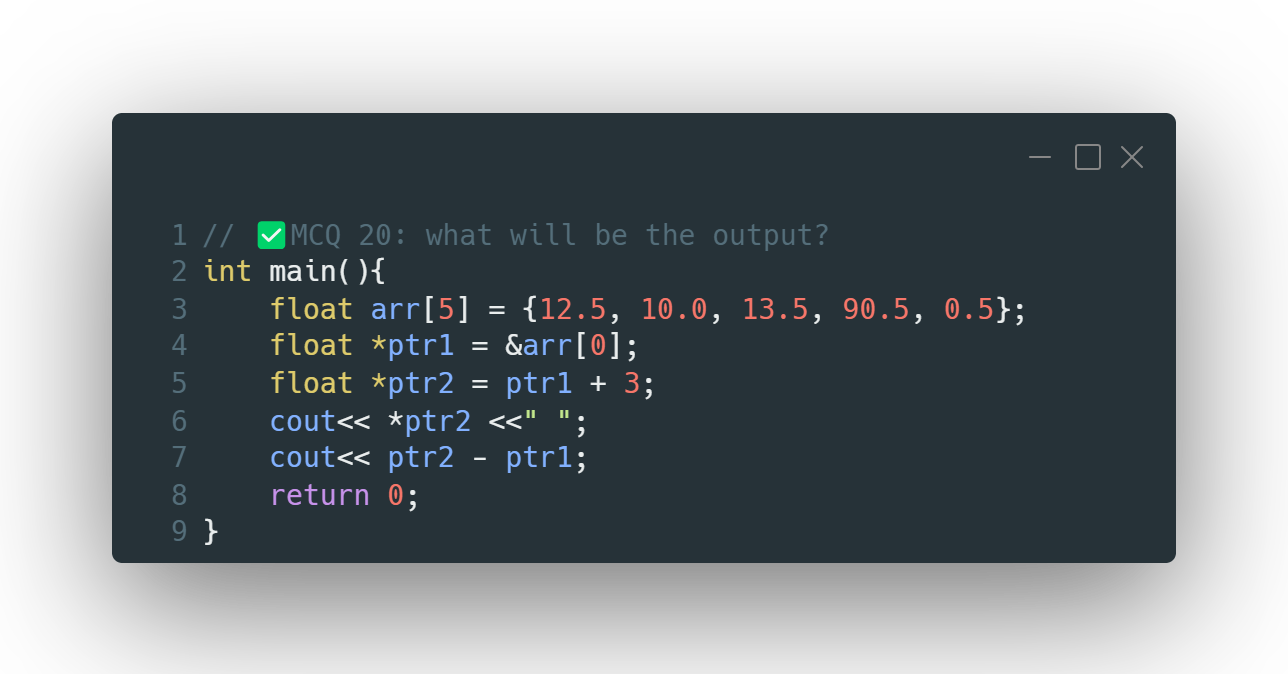 1 // ✅MCQ 20: what will be the output?
2 int main(){
3     float arr[5] = {12.5, 10.0, 13.5, 90.5, 0.5};
4     float *ptr1 = &arr[0];
5     float *ptr2 = ptr1 + 3;
6     cout<< *ptr2 <<" ";
7     cout<< ptr2 - ptr1;
8     return 0;
9 }